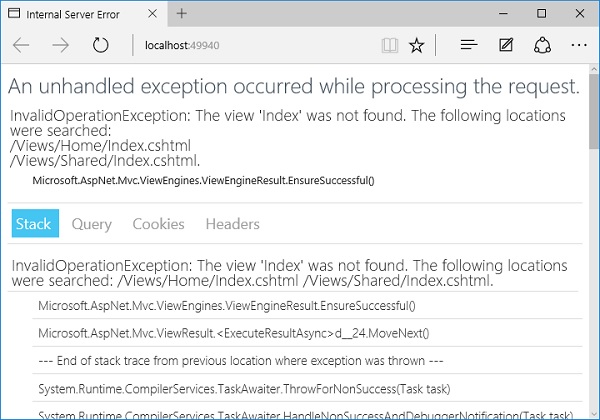 Internal Server Error
localhost:49940
An unhandled exception occurred while processing the request.
InvalidOperationException: The view 'Index' was not found. The following locations
were searched:
/Views/Home/Index.cshtml
/Views/Shared/Index.cshtml.
Microsoft.AspNet.Mvc.ViewEngines.ViewEngineResult.EnsureSuccessful()
Stack Query Cookies Headers
InvalidOperationException: The view 'Index' was not found. The following locations
were searched: /Views/Home/Index.cshtml /Views/Shared/Index.cshtml.
Microsoft.AspNet.Mvc.ViewEngines.ViewEngineResult.EnsureSuccessful()
Microsoft.AspNet.Mvc.ViewResult.<ExecuteResultAsync>d__24.MoveNext()
--- End of stack trace from previous location where exception was thrown ---
System.Runtime.CompilerServices.TaskAwaiter.ThrowForNonSuccess(Task task)
System.Runtime.CompilerServices.TaskAwaiter.HandleNonSuccessAndDebuggerNotification(Task task)